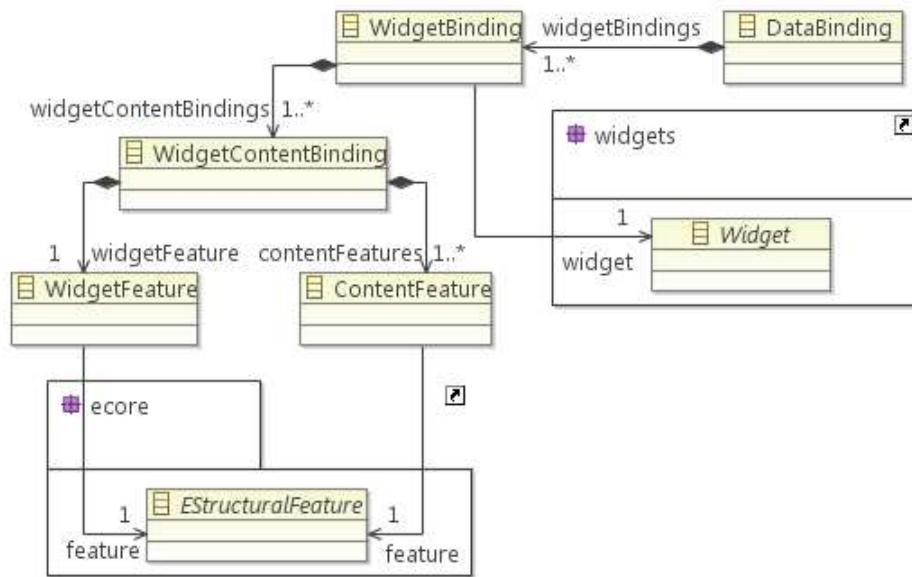 WidgetBinding
widgetBindings
DataBinding
1..*
widgetContentBindings
1..*
widgets
WidgetContentBinding
1
Widget
widget
1
widgetFeature
contentFeatures
1..*
WidgetFeature
ContentFeature
ecore
EStructuralFeature
1
1
feature
feature